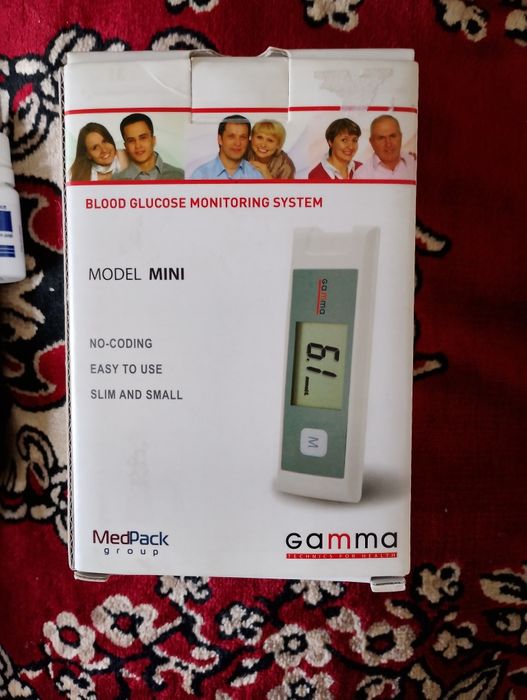 BLOOD GLUCOSE MONITORING SYSTEM
MODEL MINI
NO-CODING
EASY TO USE
SLIM AND SMALL
GAmmA
6.1
mmol/L
M
MedPack
group
GAmmA
TECHNICS FOR HEALTH